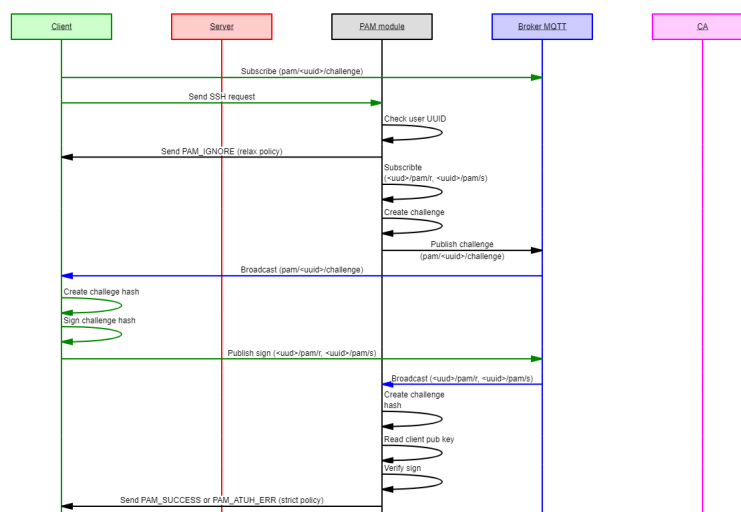 Client
Server
PAM module
Broker MQTT
CA
Subscribe (pam/<uuid>/challenge)
Send SSH request
Check user UUID
Send PAM_IGNORE (relax policy)
Subscribte
(<uud>/pam/r, <uuid>/pam/s)
Create challenge
Publish challenge
(pam/<uuid>/challenge)
Broadcast (pam/<uuid>/challenge)
Create challege hash
Sign challenge hash
Publish sign (<uud>/pam/r, <uuid>/pam/s)
Broadcast (<uud>/pam/r, <uuid>/pam/s)
Create challenge
hash
Read client pub key
Verify sign
Send PAM_SUCCESS or PAM_ATUH_ERR (strict policy)